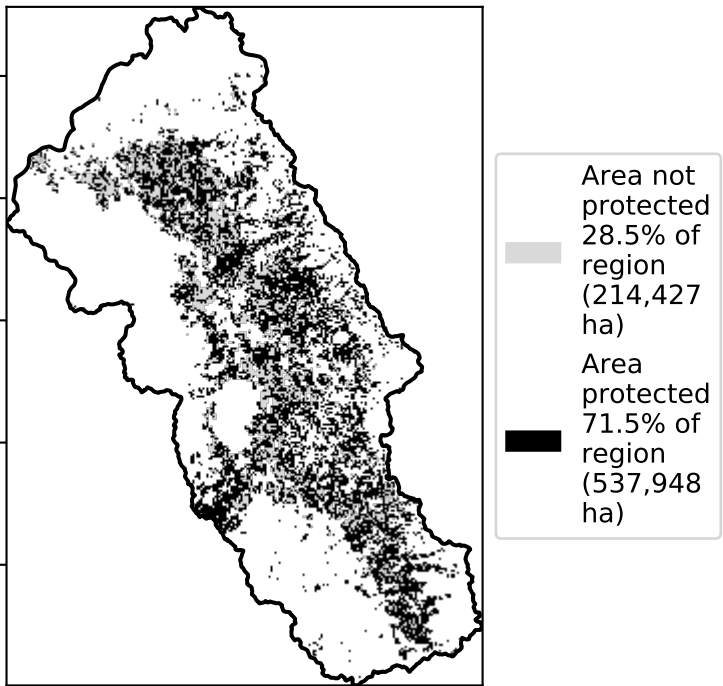 Area not
protected
28.5% of
region
(214,427
ha)
Area
protected
71.5% of
region
(537,948
ha)